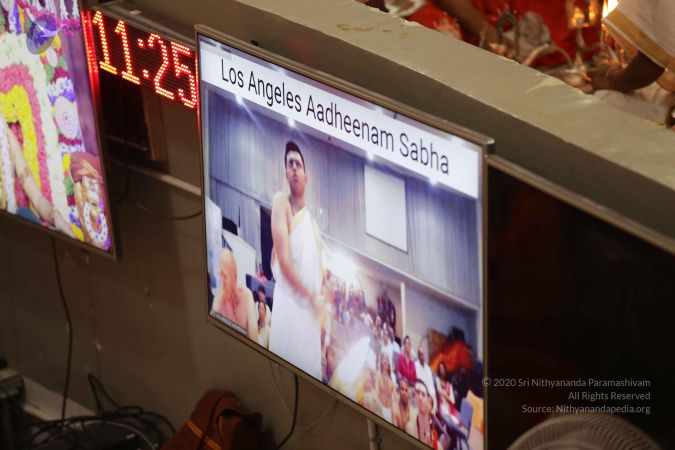 11:25
Los Angeles Aadheenam Sabha
© 2020 Sri Nithyananda Paramashivam
All Rights Reserved
Source: Nithyanandapedia.org